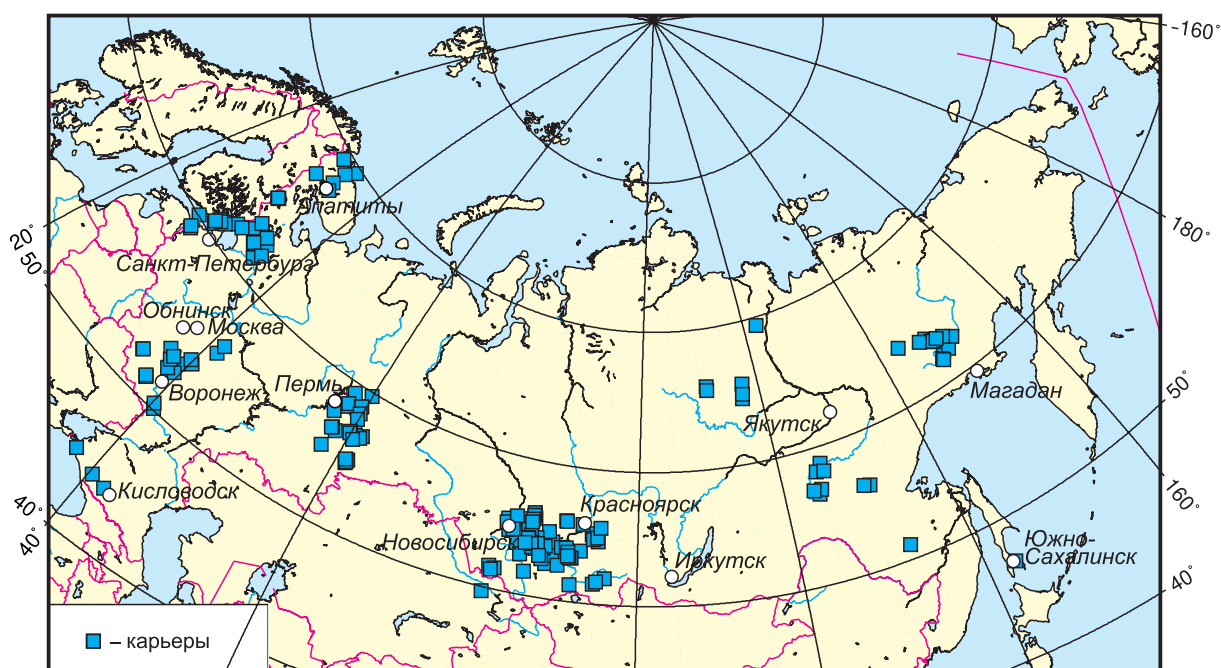 -160°
180°
20°
50°
Апатиты
Санкт-Петербург
Обнинск
Москва
Пермь
Воронеж
Магадан
50°
Якутск
Кисловодск
Красноярск
160°
40°
40°
Новосибирск
Иркутск
Южно-
Сахалинск
40°
– карьеры